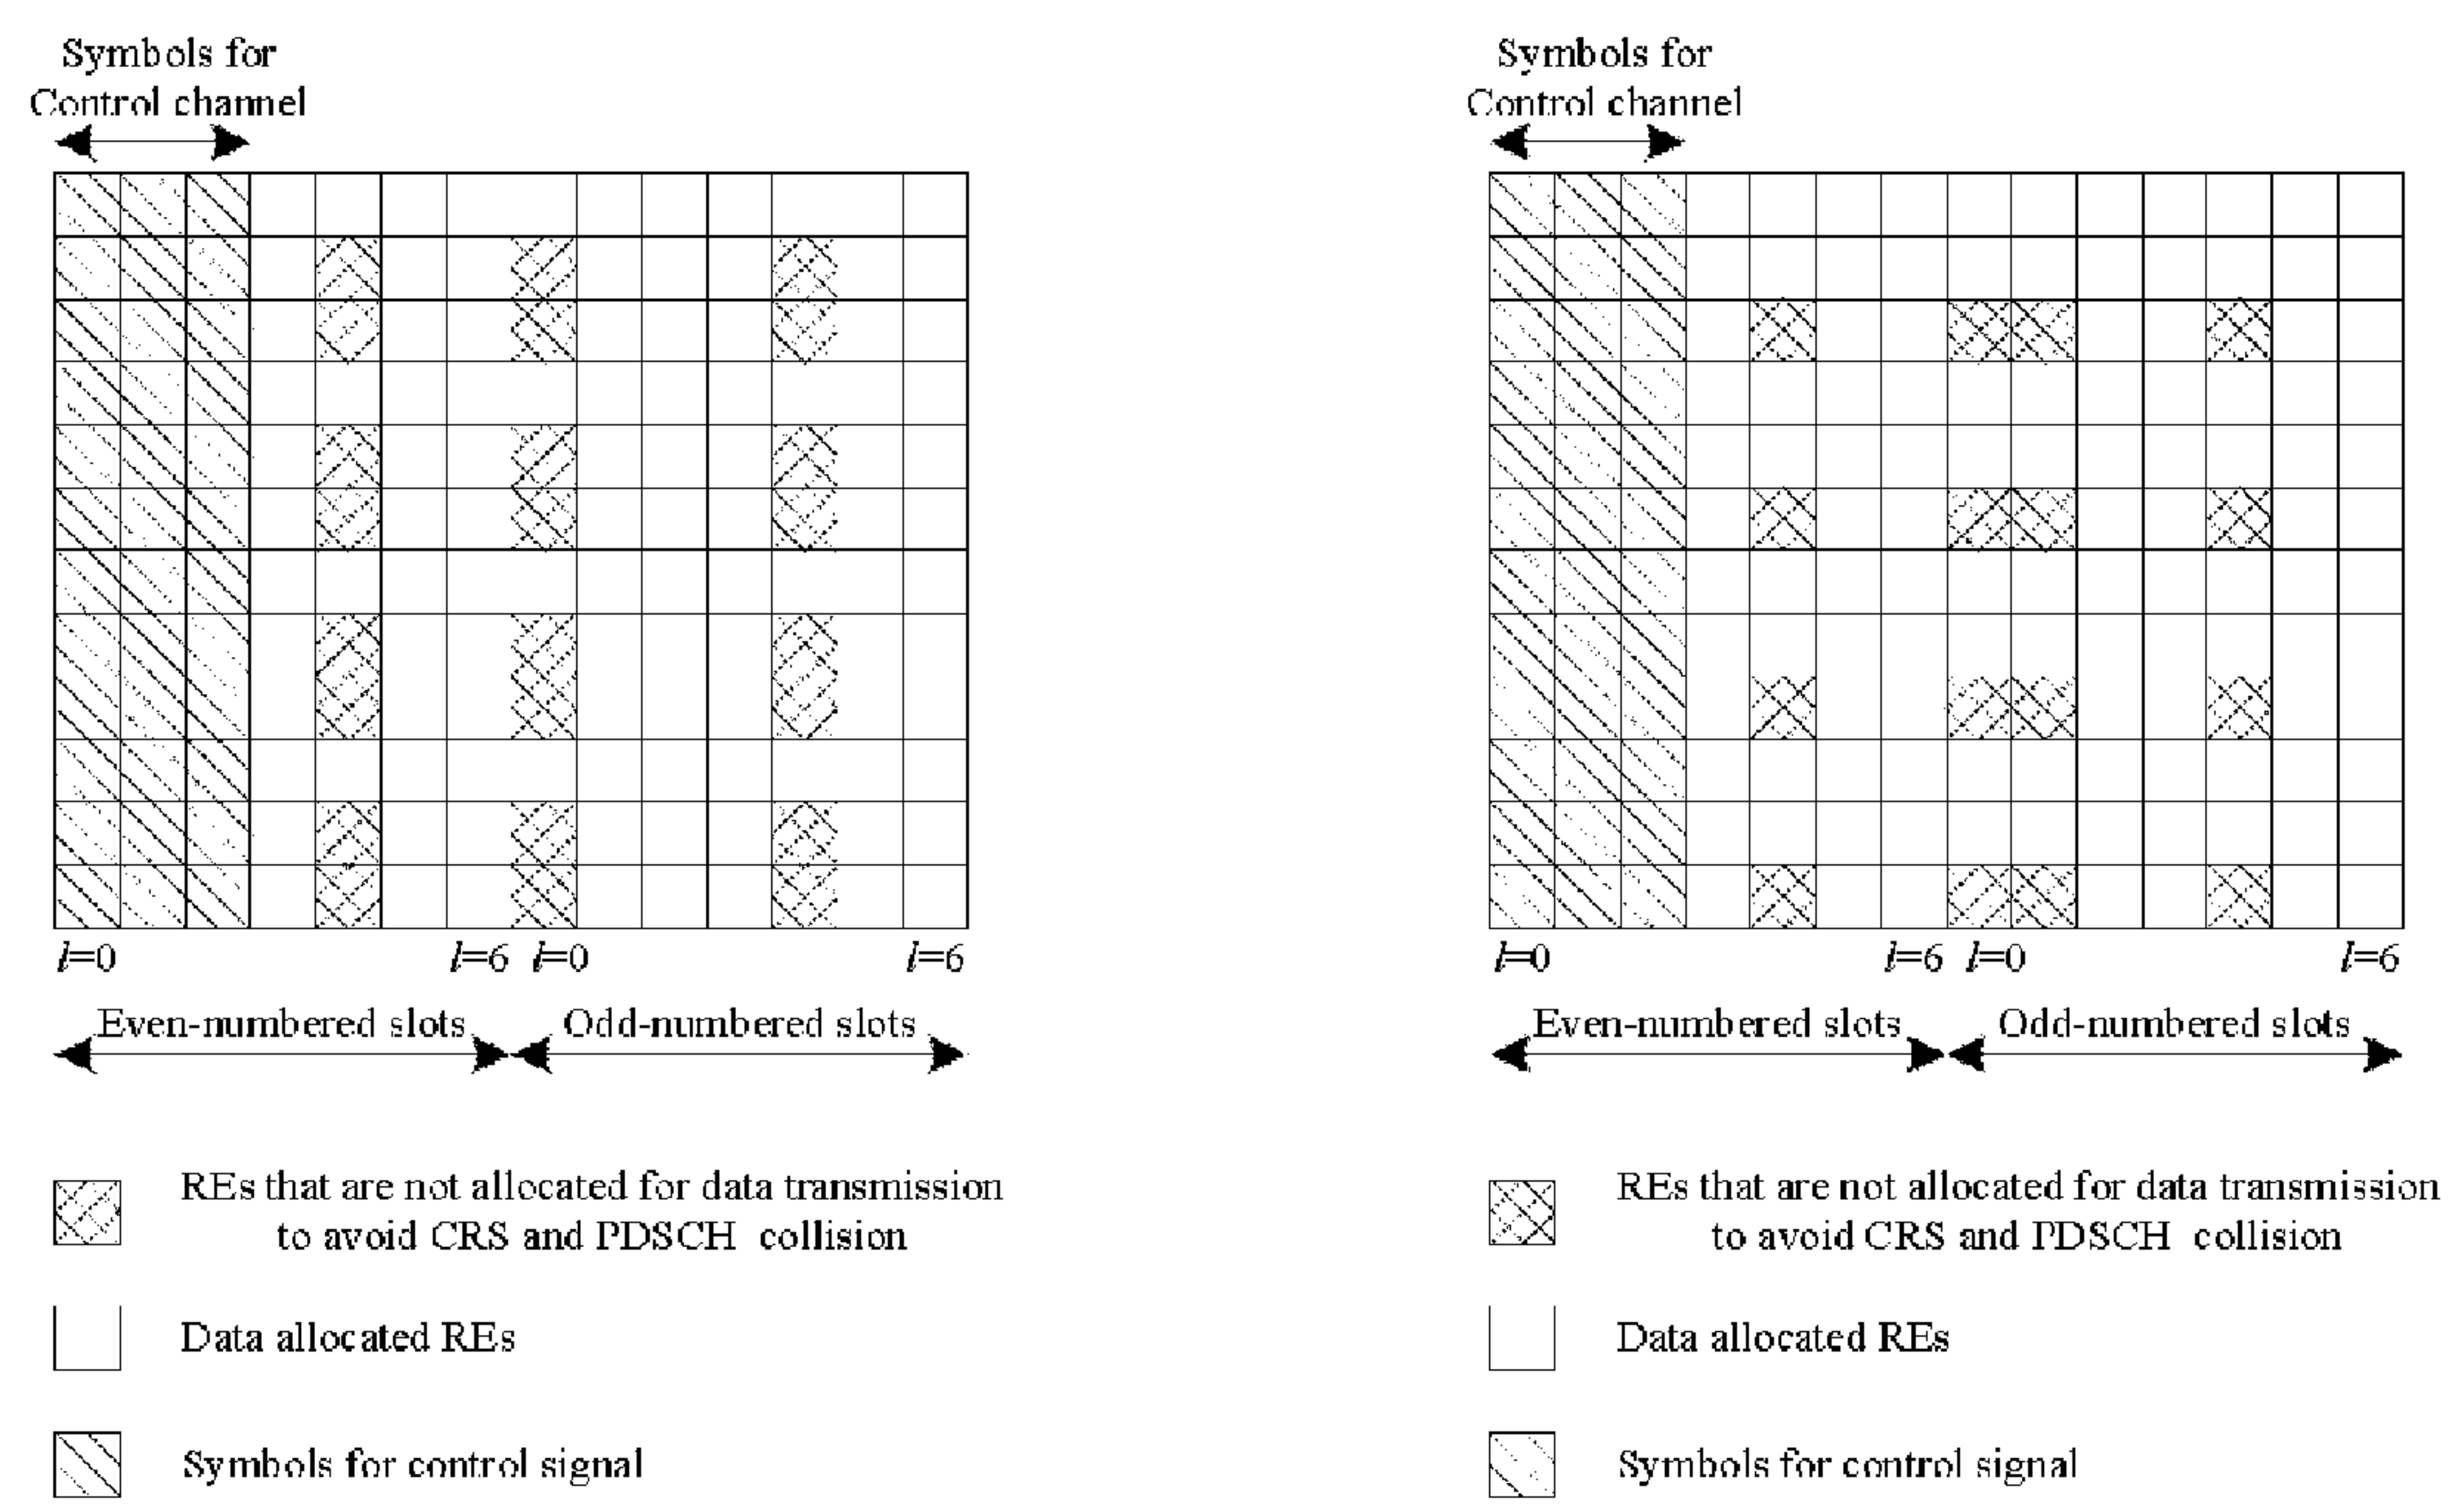 Symbols for
Control channel
l=0
l=6
l=0
l=6
Even-numbered slots
Odd-numbered slots
REs that are not allocated for data transmission
to avoid CRS and PDSCH collision
Data allocated REs
Symbols for control signal
Symbols for
Control channel
l=0
l=6
l=0
l=6
Even-numbered slots
Odd-numbered slots
REs that are not allocated for data transmission
to avoid CRS and PDSCH collision
Data allocated REs
Symbols for control signal